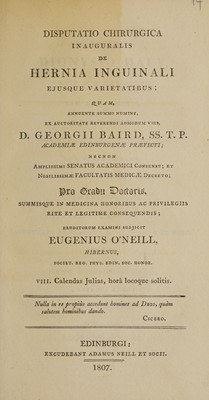 DISPUTATIO CHIRURGICA
INAUGURALIS
DE
HERNIA INGUINALI
EJUSQUE VARIETATIBUS;
QUAM,
ANNUENTE SUMMO NUMINE,
EX AUCTORITATE REVERENDI ADMODUM VIRI,
D. GEORGII BAIRD, SS. T. P.
ACADEMIÆ EDINBURGENÆ PRÆFECTI;
NECNON
AMPLISSIMI SENATUS ACADEMICI CONSENSU; ET
NOBILISSIMÆ FACULTATIS MEDICÆ DECRETO;
Pro Gradu Doctoris,
SUMMISQUE IN MEDICINA HONORIBUS AC PRIVILEGIIS
RITE ET LEGITIME CONSEQUENDIS;
ERUDITORUM EXAMINI SUBJICIT
EUGENIUS O'NEILL,
HIBERNUS,
SOCIET. REG. PHYS. EDIN. SOC. HONOR.
VIII. Calendas Julias, horâ locoque solitis.
Nulla in re propiùs accedunt homines ad Deos, quàm
salutem hominibus dando.
CICERO.
EDINBURGI:
EXCUDEBANT ADAMUS NEILL ET SOCII.
1807.